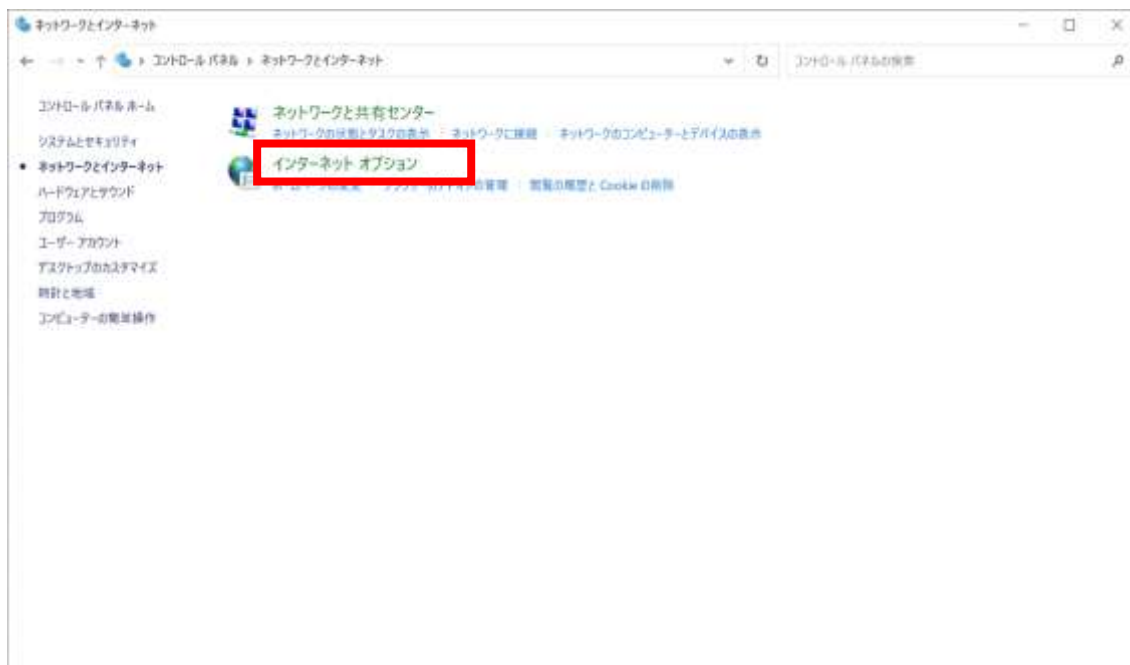 ネットワークとインターネット
コントロール パネル › ネットワークとインターネット
コントロール パネルの検索
コントロール パネル ホーム
システムとセキュリティ
ネットワークとインターネット
ハードウェアとサウンド
プログラム
ユーザー アカウント
デスクトップのカスタマイズ
時計と地域
コンピューターの簡単操作
ネットワークと共有センター
ネットワークの状態とタスクの表示 ネットワークに接続 ネットワークのコンピューターとデバイスの表示
インターネット オプション
の管理 閲覧の履歴と Cookie の削除